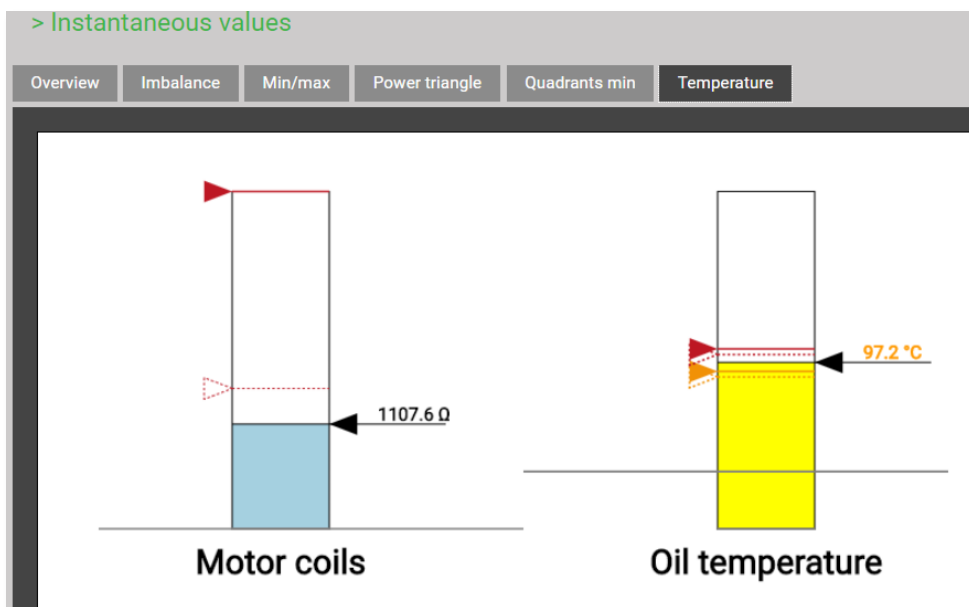 > Instantaneous values
Overview
Imbalance
Min/max
Power triangle
Quadrants min
Temperature
1107.6 Ω
97.2 °C
Motor coils
Oil temperature